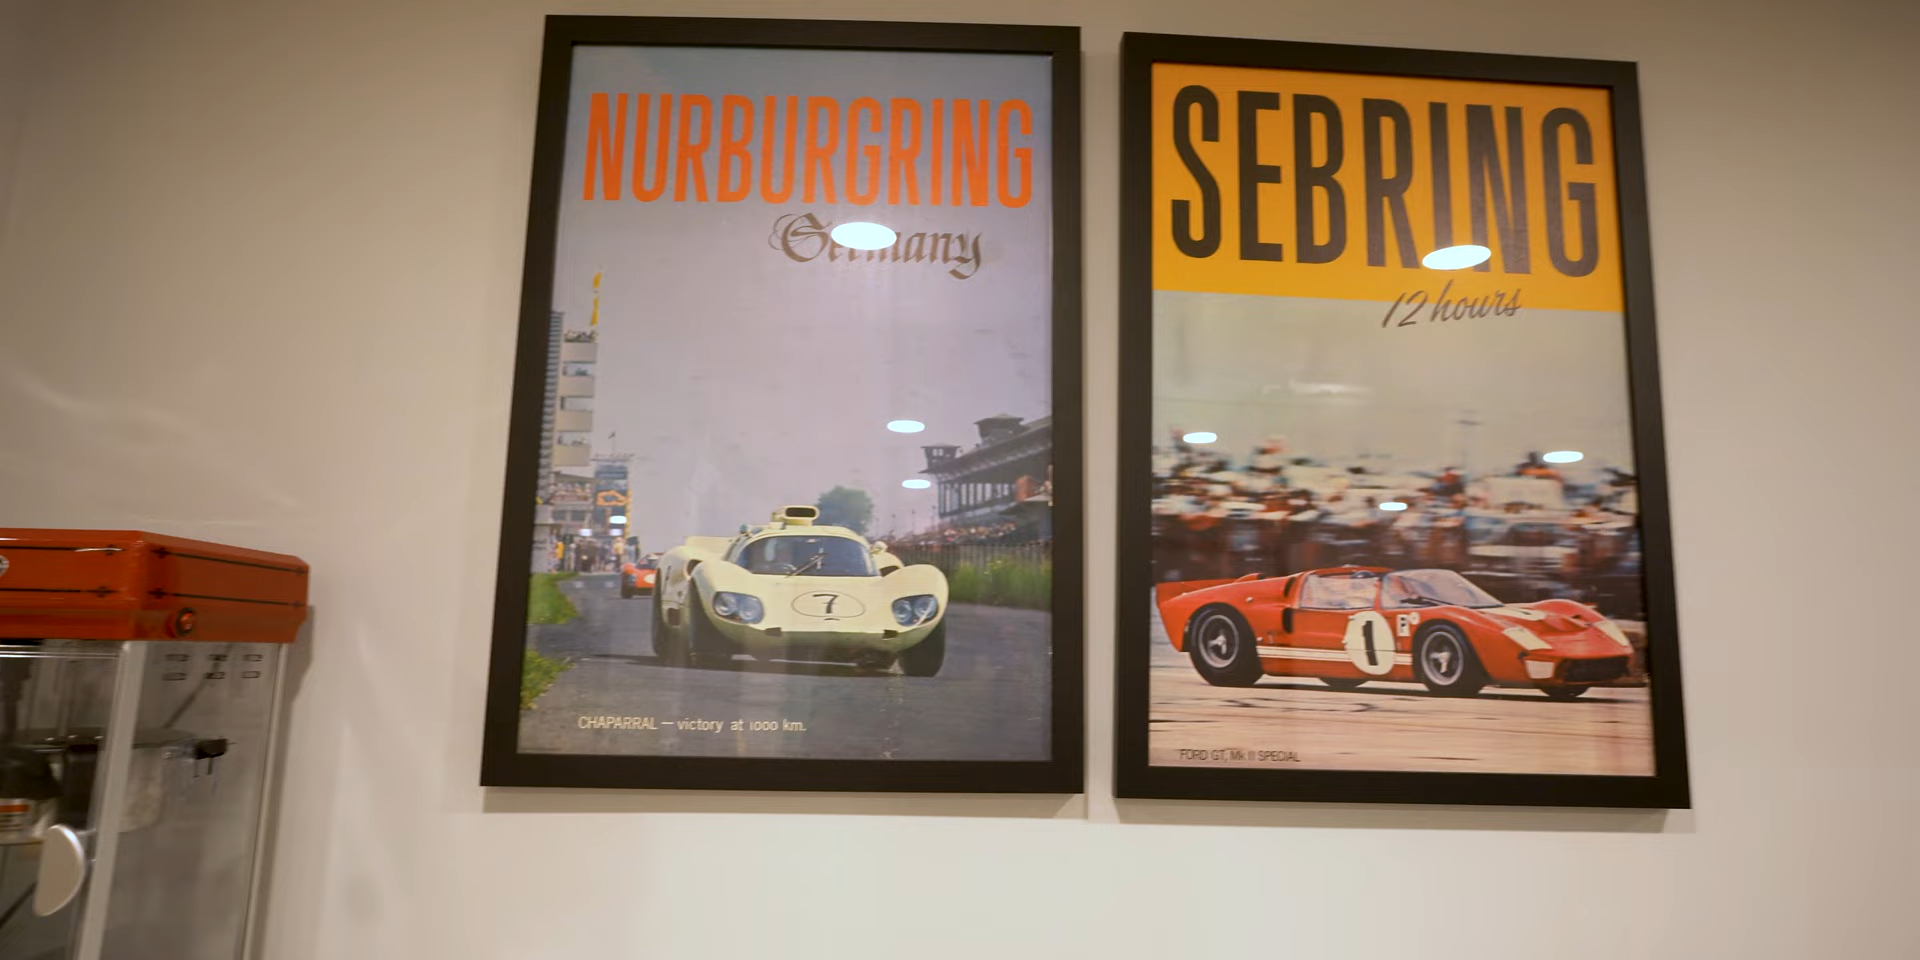 NURBURGRING
Germany
7
CHAPARRAL — victory at 1000 km.
SEBRING
12 hours
1
FORD GT, Mk II SPECIAL